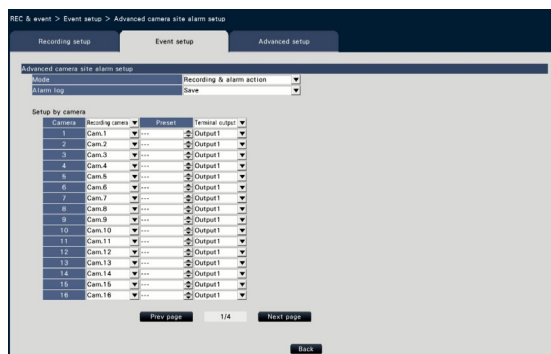 REC & event > Event setup > Advanced camera site alarm setup
Recording setup Event setup Advanced setup
Advanced camera site alarm setup
Mode Recording & alarm action
Alarm log Save
Setup by camera
Camera Recording camera Preset Terminal output
1 Cam.1 --- Output1
2 Cam.2 --- Output1
3 Cam.3 --- Output1
4 Cam.4 --- Output1
5 Cam.5 --- Output1
6 Cam.6 --- Output1
7 Cam.7 --- Output1
8 Cam.8 --- Output1
9 Cam.9 --- Output1
10 Cam.10 --- Output1
11 Cam.11 --- Output1
12 Cam.12 --- Output1
13 Cam.13 --- Output1
14 Cam.14 --- Output1
15 Cam.15 --- Output1
16 Cam.16 --- Output1
Prev page 1/4 Next page
Back